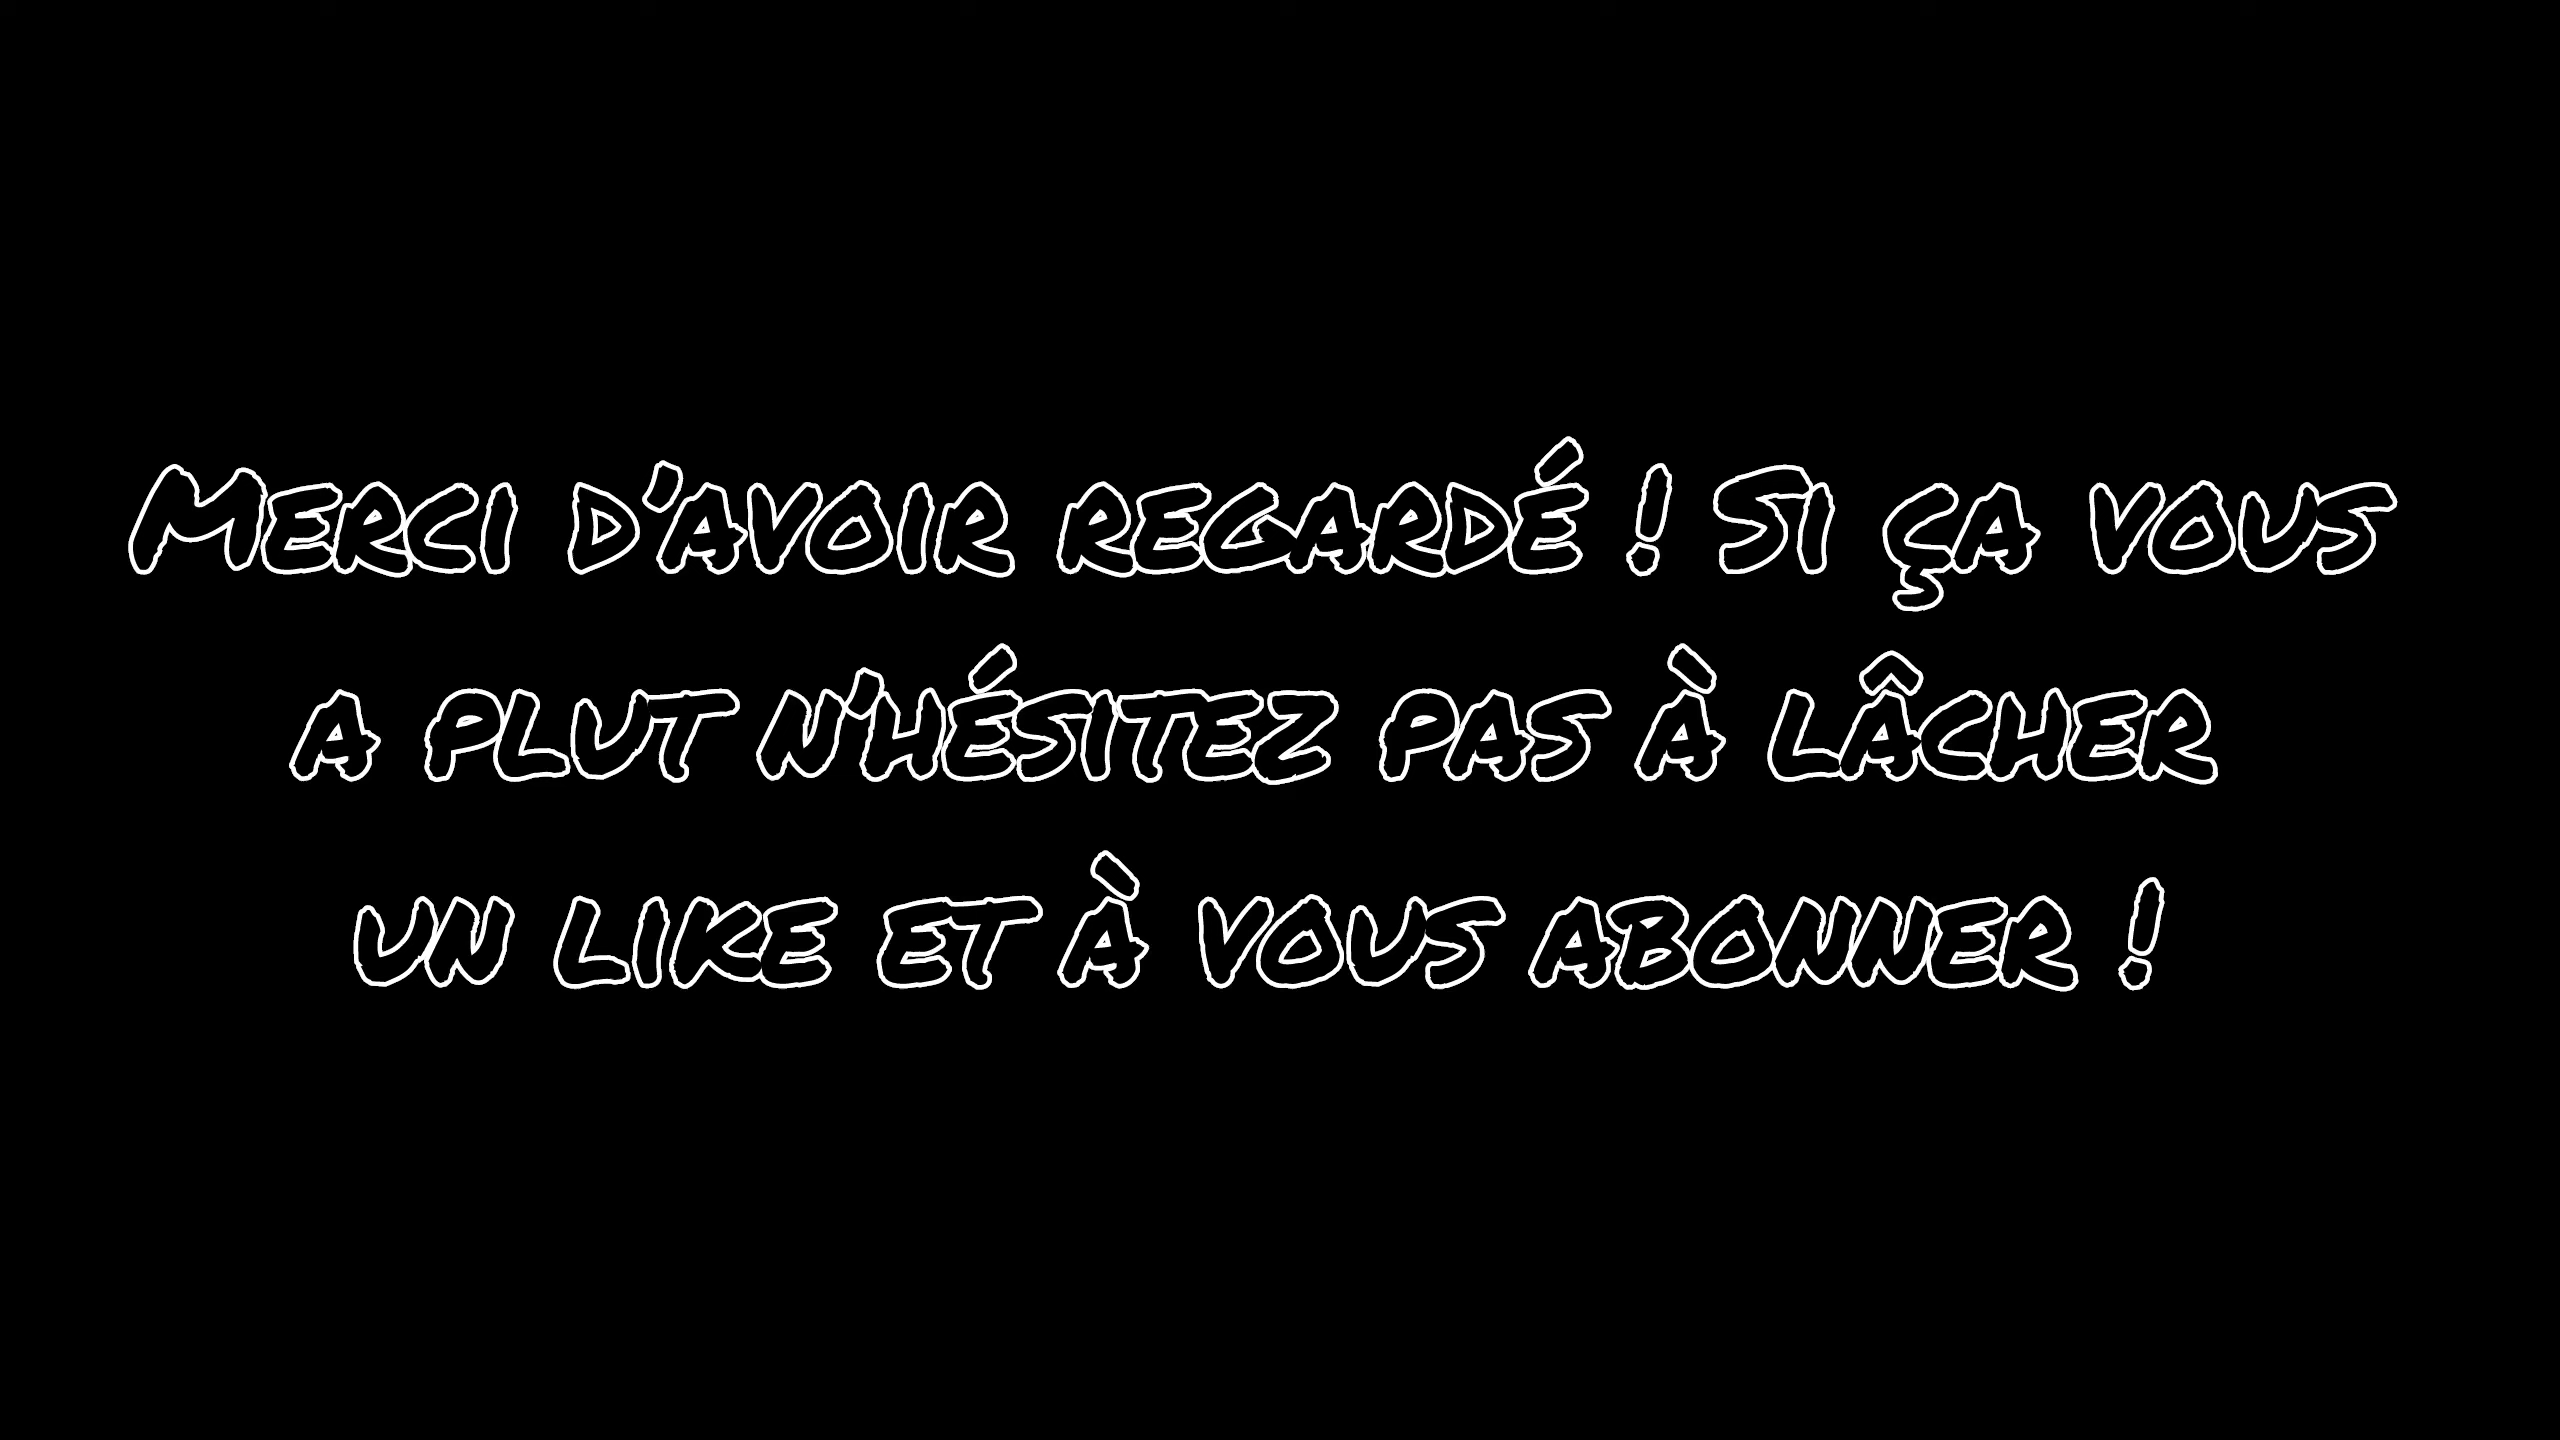 Merci d'avoir regardé ! Si ça vous
a plut n'hésitez pas à lâcher
un like et à vous abonner !